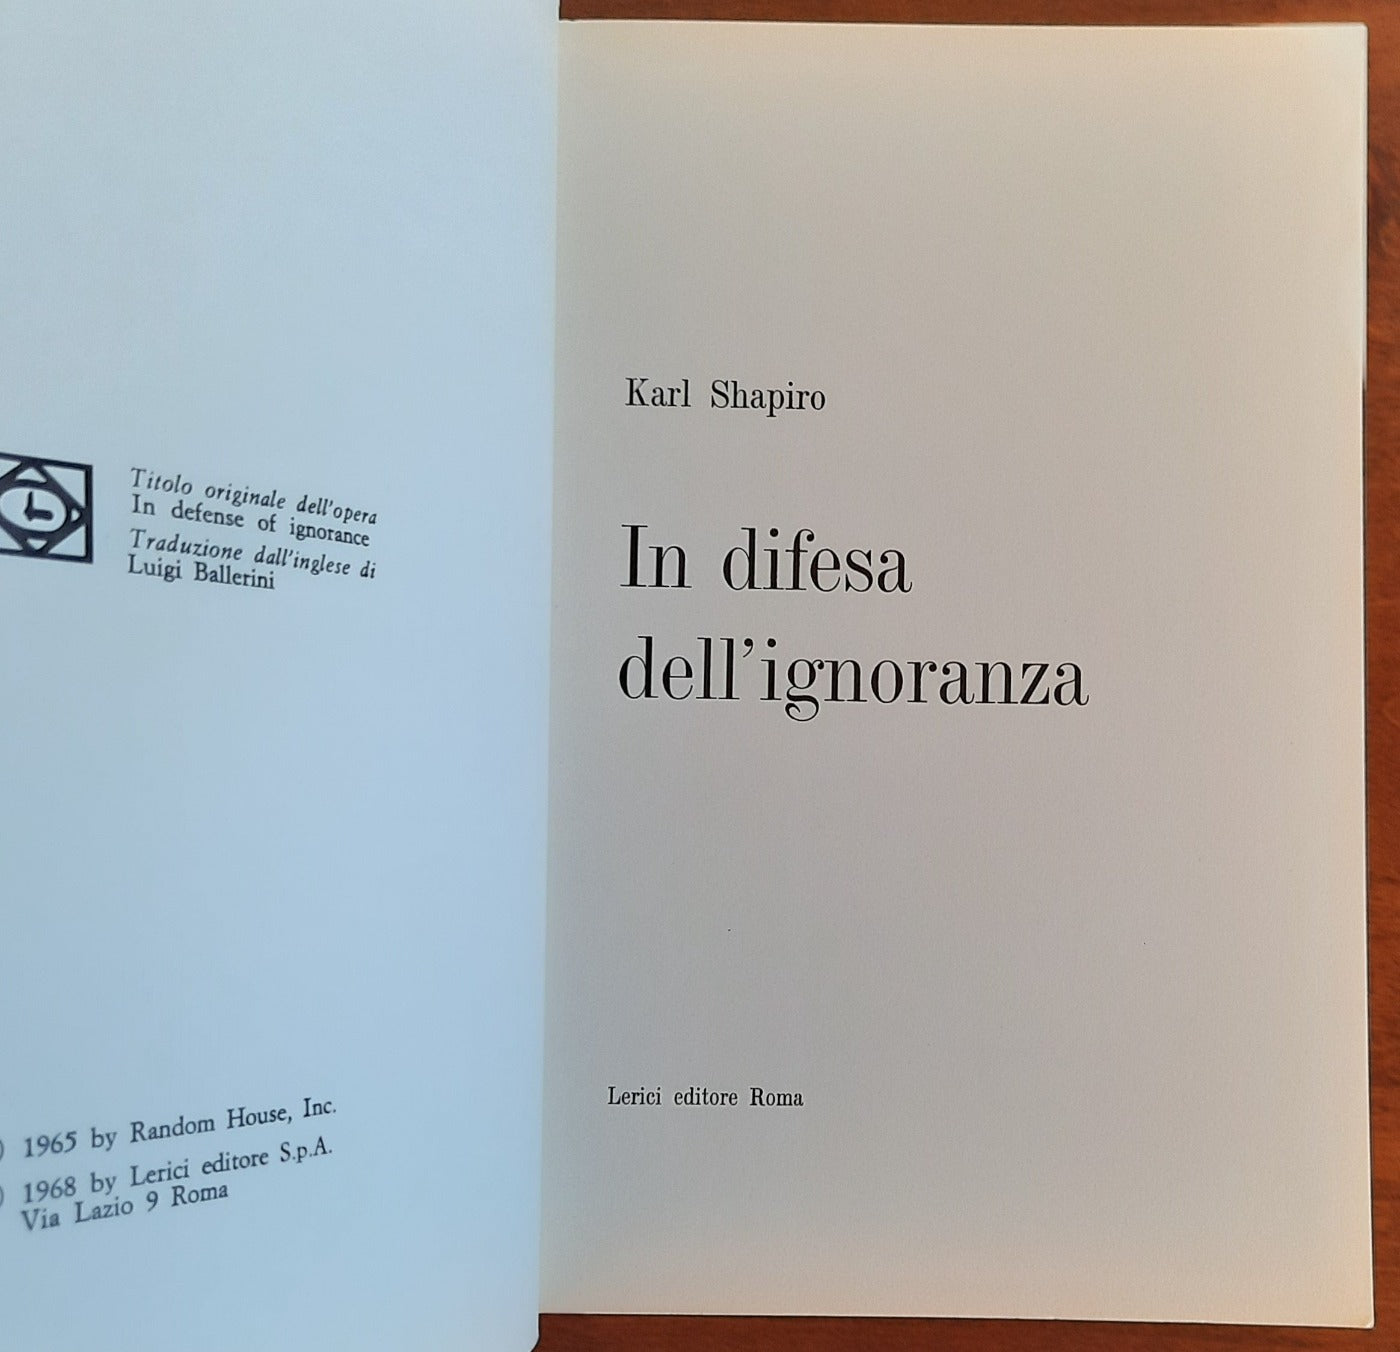 Titolo originale dell'opera
In defense of ignorance
Traduzione dall'inglese di
Luigi Ballerini
1965 by Random House, Inc.
1968 by Lerici editore S.p.A.
Via Lazio 9 Roma
Karl Shapiro
In difesa
dell'ignoranza
Lerici editore Roma